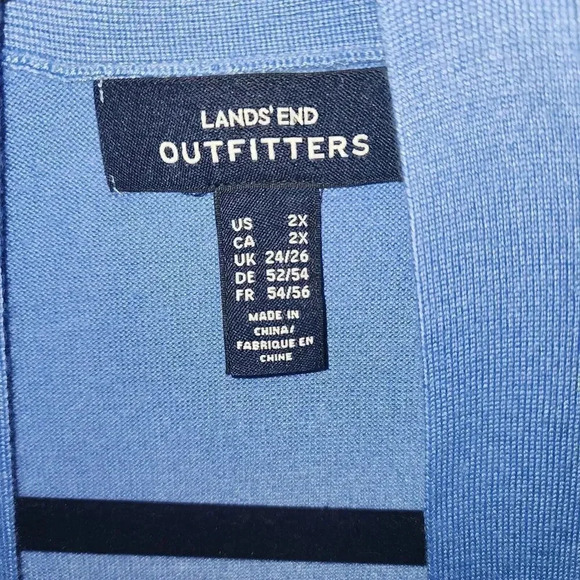 LANDS' END
OUTFITTERS
US 2X
CA 2X
UK 24/26
DE 52/54
FR 54/56
MADE IN
CHINA/
FABRIQUE EN
CHINE